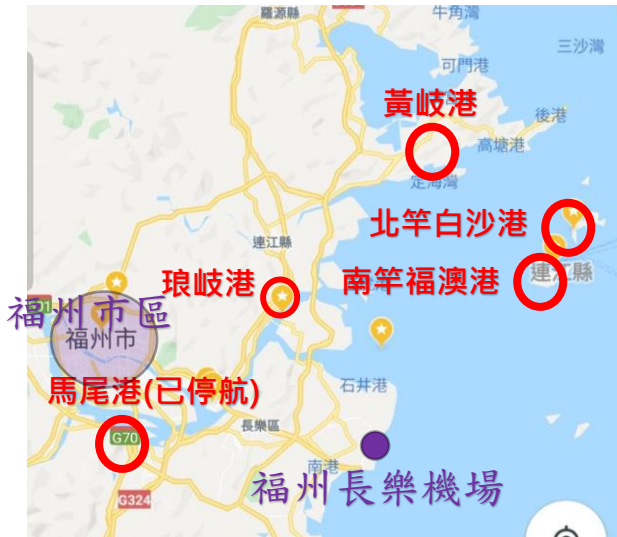 羅源縣
牛角灣
三沙灣
可門港
黃岐港
後港
高塘港
定海灣
北竿白沙港
連江縣
琅岐港
南竿福澳港
連江縣
福州市區
福州市
馬尾港(已停航)
石井港
長樂區
G70
南港
福州長樂機場
G324